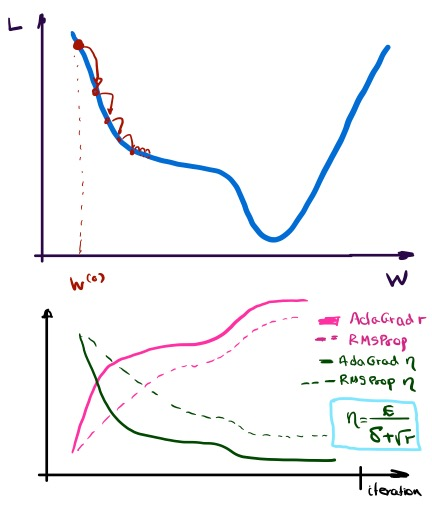 L
W
W⁽⁰⁾
AdaGrad r
RMSProp
AdaGrad η
RMSProp η
η = ε / (δ+√r)
iteration